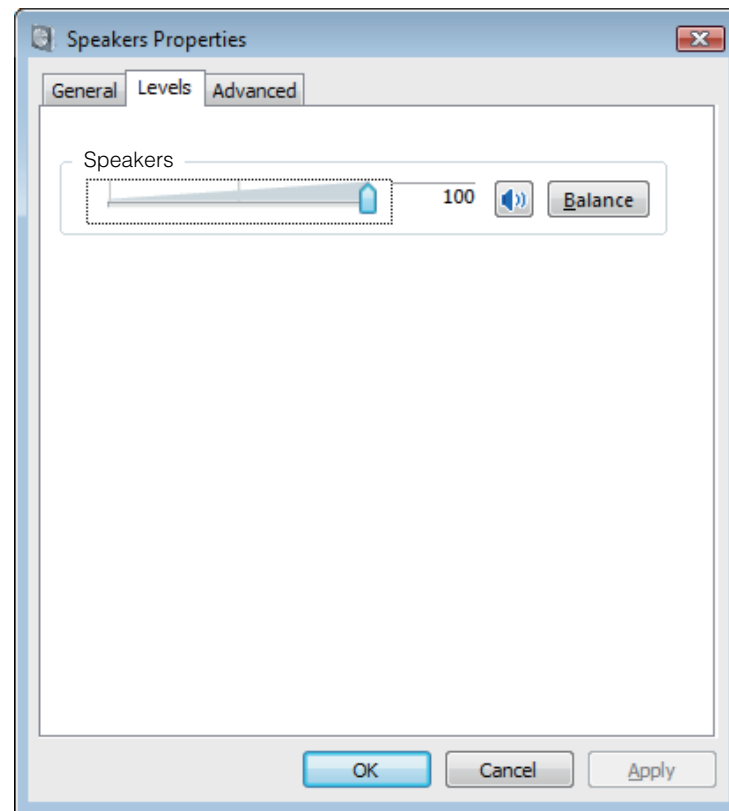 Speakers Properties
General Levels Advanced
Speakers
100 Balance
OK Cancel Apply